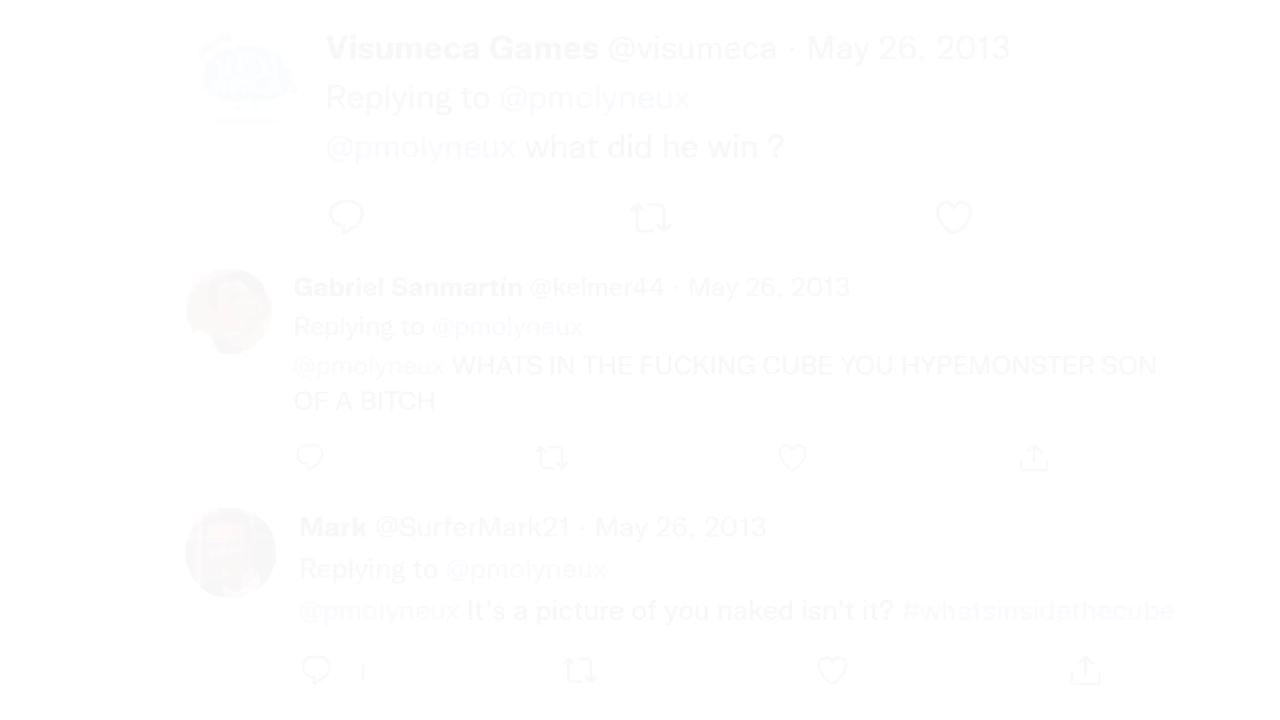 Visumeca Games @visumeca · May 26, 2013
Replying to @pmolyneux
@pmolyneux what did he win ?
Gabriel Sanmartín @kelmer44 · May 26, 2013
Replying to @pmolyneux
@pmolyneux WHATS IN THE FUCKING CUBE YOU HYPEMONSTER SON
OF A BITCH
Mark @SurferMark21 · May 26, 2013
Replying to @pmolyneux
@pmolyneux It's a picture of you naked isn't it? #whatsinsidethecube
1